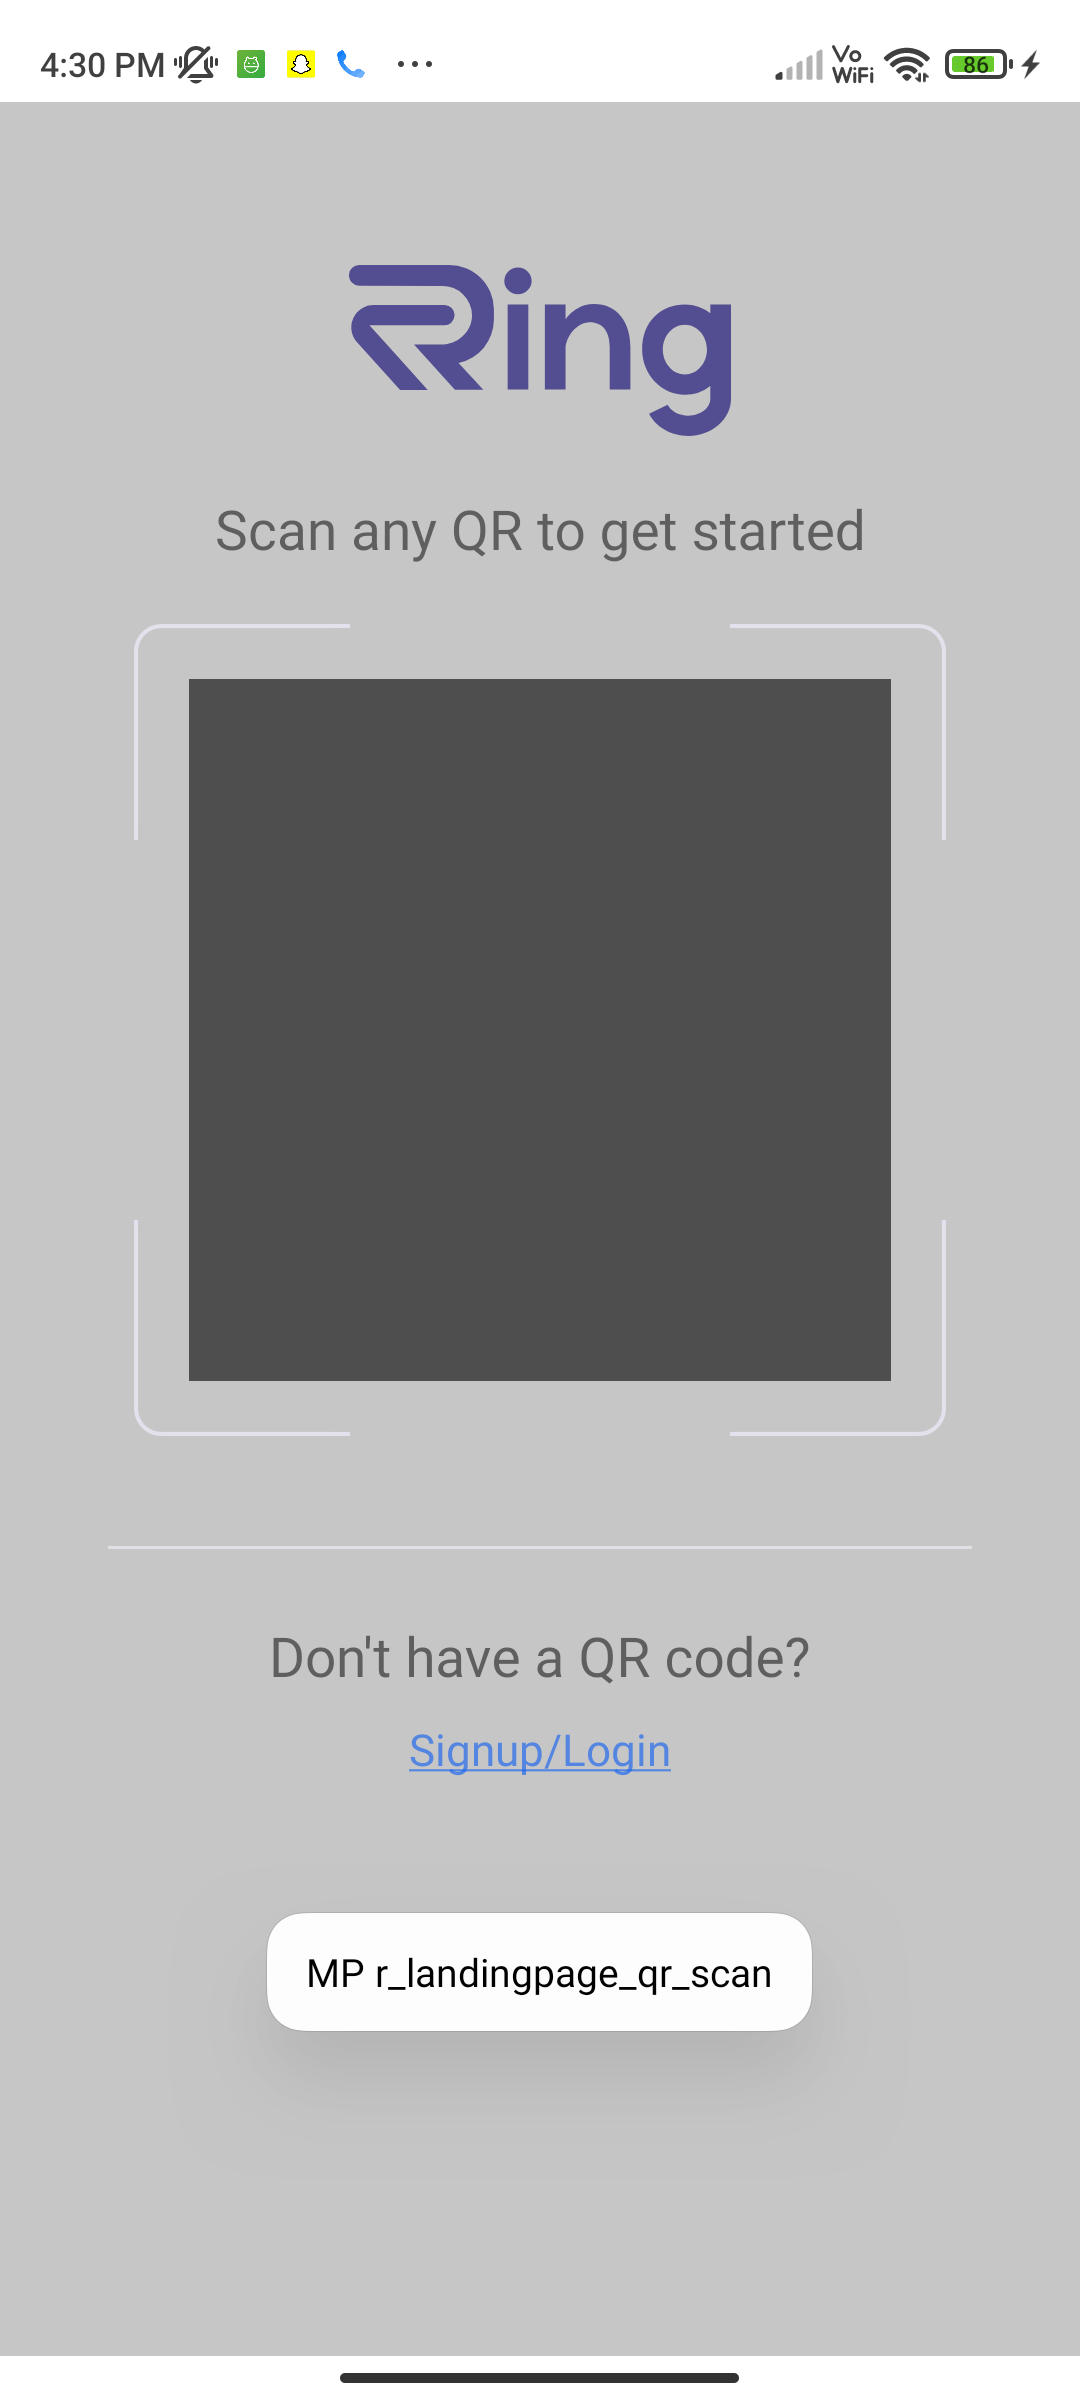 4:30 PM
Vo
WiFi
86
Ring
Scan any QR to get started
Don't have a QR code?
Signup/Login
MP r_landingpage_qr_scan